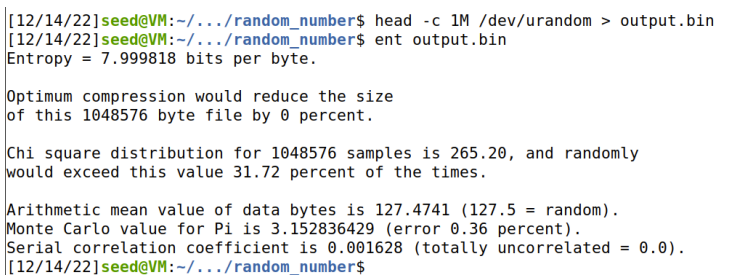 [12/14/22]seed@VM:~/.../random_number$ head -c 1M /dev/urandom > output.bin
[12/14/22]seed@VM:~/.../random_number$ ent output.bin
Entropy = 7.999818 bits per byte.

Optimum compression would reduce the size
of this 1048576 byte file by 0 percent.

Chi square distribution for 1048576 samples is 265.20, and randomly
would exceed this value 31.72 percent of the times.

Arithmetic mean value of data bytes is 127.4741 (127.5 = random).
Monte Carlo value for Pi is 3.152836429 (error 0.36 percent).
Serial correlation coefficient is 0.001628 (totally uncorrelated = 0.0).
[12/14/22]seed@VM:~/.../random_number$